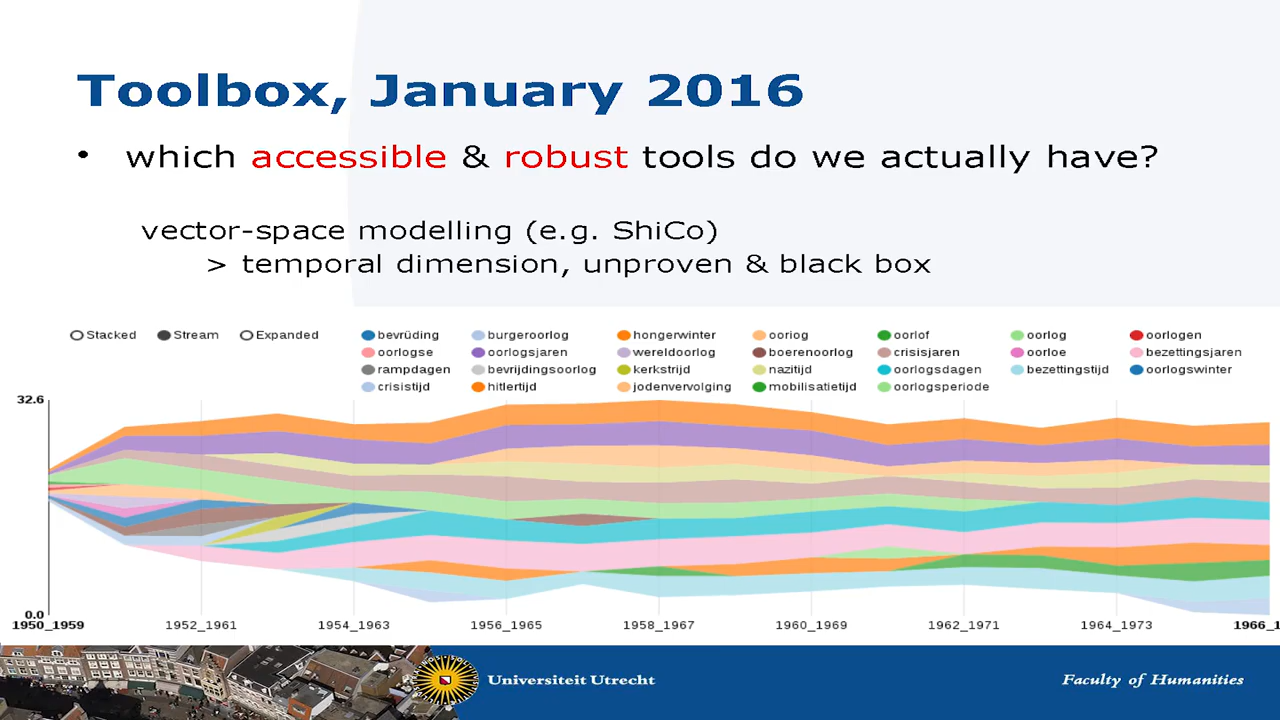 Toolbox, January 2016
• which accessible & robust tools do we actually have?
vector-space modelling (e.g. ShiCo)
> temporal dimension, unproven & black box
Stacked Stream Expanded
bevrüding burgeroorlog hongerwinter ooriog oorlof oorlog oorlogen
oorlogse oorlogsjaren wereldoorlog boerenoorlog crisisjaren oorloe bezettingsjaren
rampdagen bevrijdingsoorlog kerkstrijd nazitijd oorlogsdagen bezettingstijd oorlogswinter
crisistijd hitlertijd jodenvervolging mobilisatietijd oorlogsperiode
32.6
0.0
1950_1959 1952_1961 1954_1963 1956_1965 1958_1967 1960_1969 1962_1971 1964_1973 1966_1
Universiteit Utrecht
Faculty of Humanities